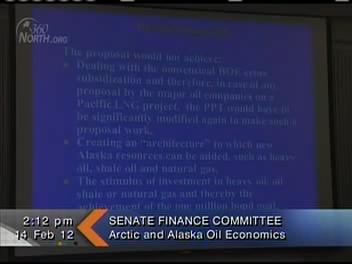 360
NORTH.ORG
The proposal would not achieve:
Dealing with the nonsensical BOE cross
subsidization and therefore, in case of any
proposal by the major oil companies on a
Pacific LNG project, the PPT would have to
be significantly modified again to make such a
proposal work.
Creating an "architecture" to which new
Alaska resources can be added, such as heavy
oil, shale oil and natural gas.
The stimulus of investment in heavy oil, oil
shale or natural gas and thereby the
achievement of the one million bopd goal.
2:12 pm
14 Feb 12
SENATE FINANCE COMMITTEE
Arctic and Alaska Oil Economics